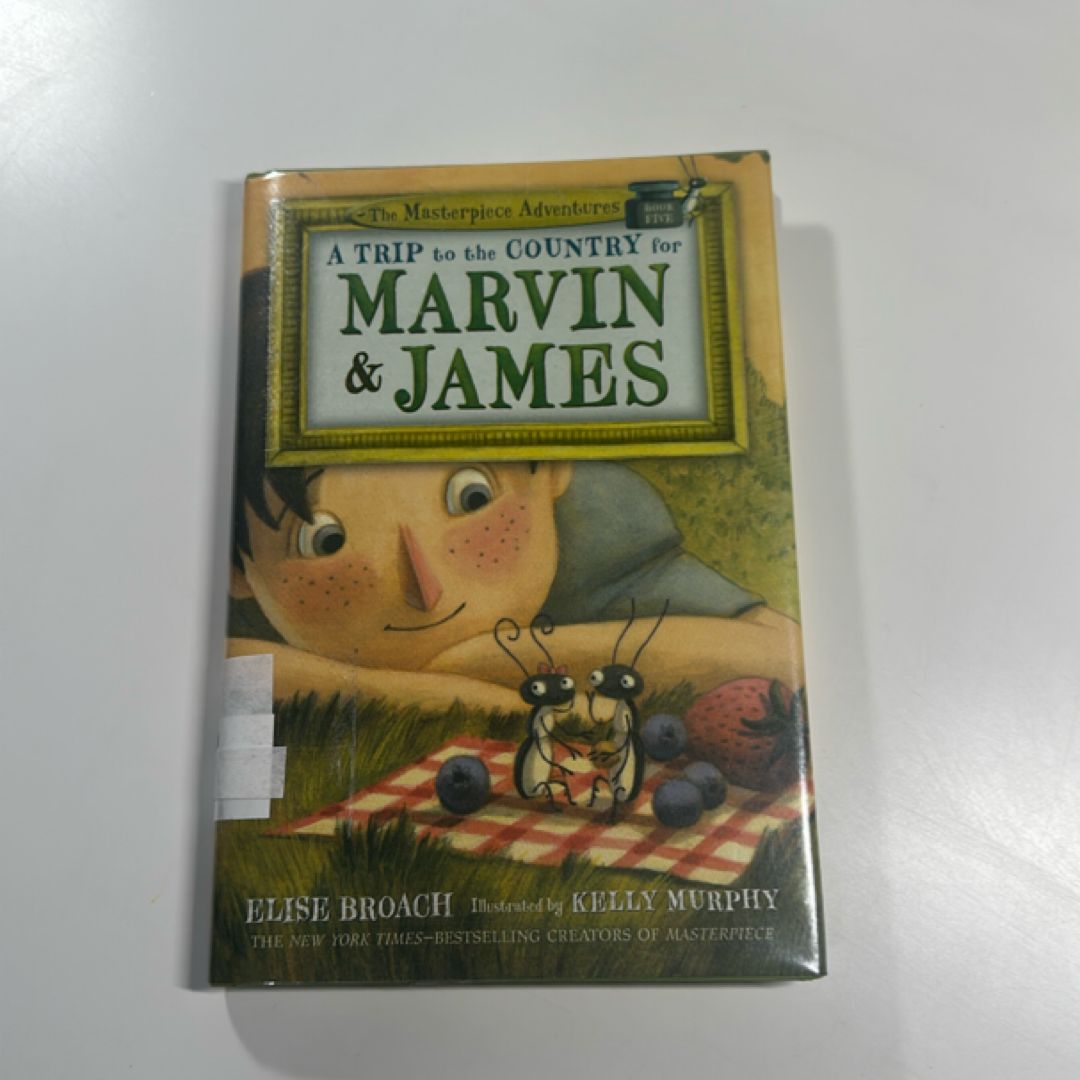 The Masterpiece Adventures
BOOK
FIVE
A TRIP to the COUNTRY for
MARVIN
& JAMES
ELISE BROACH Illustrated by KELLY MURPHY
THE NEW YORK TIMES–BESTSELLING CREATORS OF MASTERPIECE